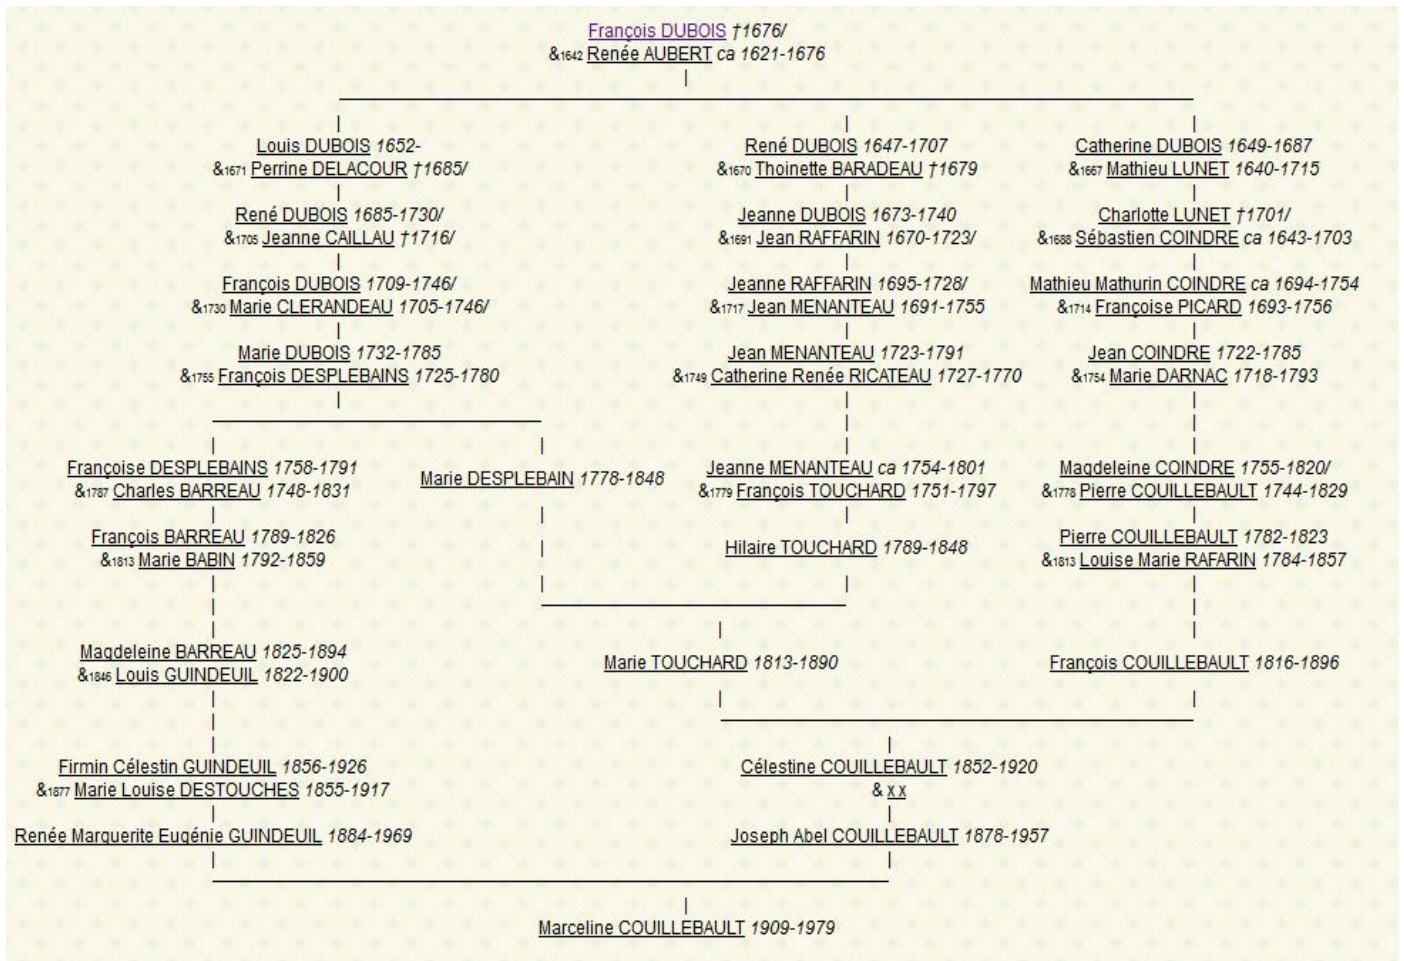 François DUBOIS †1676/
&1642 Renée AUBERT ca 1621-1676
Louis DUBOIS 1652-
&1671 Perrine DELACOUR †1685/
René DUBOIS 1647-1707
&1670 Thoinette BARADEAU †1679
Catherine DUBOIS 1649-1687
&1667 Mathieu LUNET 1640-1715
René DUBOIS 1685-1730/
&1705 Jeanne CAILLAU †1716/
Jeanne DUBOIS 1673-1740
&1691 Jean RAFFARIN 1670-1723/
Charlotte LUNET †1701/
&1688 Sébastien COINDRE ca 1643-1703
François DUBOIS 1709-1746/
&1730 Marie CLERANDEAU 1705-1746/
Jeanne RAFFARIN 1695-1728/
&1717 Jean MENANTEAU 1691-1755
Mathieu Mathurin COINDRE ca 1694-1754
&1714 Françoise PICARD 1693-1756
Marie DUBOIS 1732-1785
&1755 François DESPLEBAINS 1725-1780
Jean MENANTEAU 1723-1791
&1749 Catherine Renée RICATEAU 1727-1770
Jean COINDRE 1722-1785
&1754 Marie DARNAC 1718-1793
Françoise DESPLEBAINS 1758-1791
&1787 Charles BARREAU 1748-1831
Marie DESPLEBAIN 1778-1848
Jeanne MENANTEAU ca 1754-1801
&1779 François TOUCHARD 1751-1797
Magdeleine COINDRE 1755-1820/
&1778 Pierre COUILLEBAULT 1744-1829
François BARREAU 1789-1826
&1813 Marie BABIN 1792-1859
Hilaire TOUCHARD 1789-1848
Pierre COUILLEBAULT 1782-1823
&1813 Louise Marie RAFARIN 1784-1857
Magdeleine BARREAU 1825-1894
&1846 Louis GUINDEUIL 1822-1900
Marie TOUCHARD 1813-1890
François COUILLEBAULT 1816-1896
Firmin Célestin GUINDEUIL 1856-1926
&1877 Marie Louise DESTOUCHES 1855-1917
Célestine COUILLEBAULT 1852-1920
& x x
Renée Marguerite Eugénie GUINDEUIL 1884-1969
Joseph Abel COUILLEBAULT 1878-1957
Marceline COUILLEBAULT 1909-1979